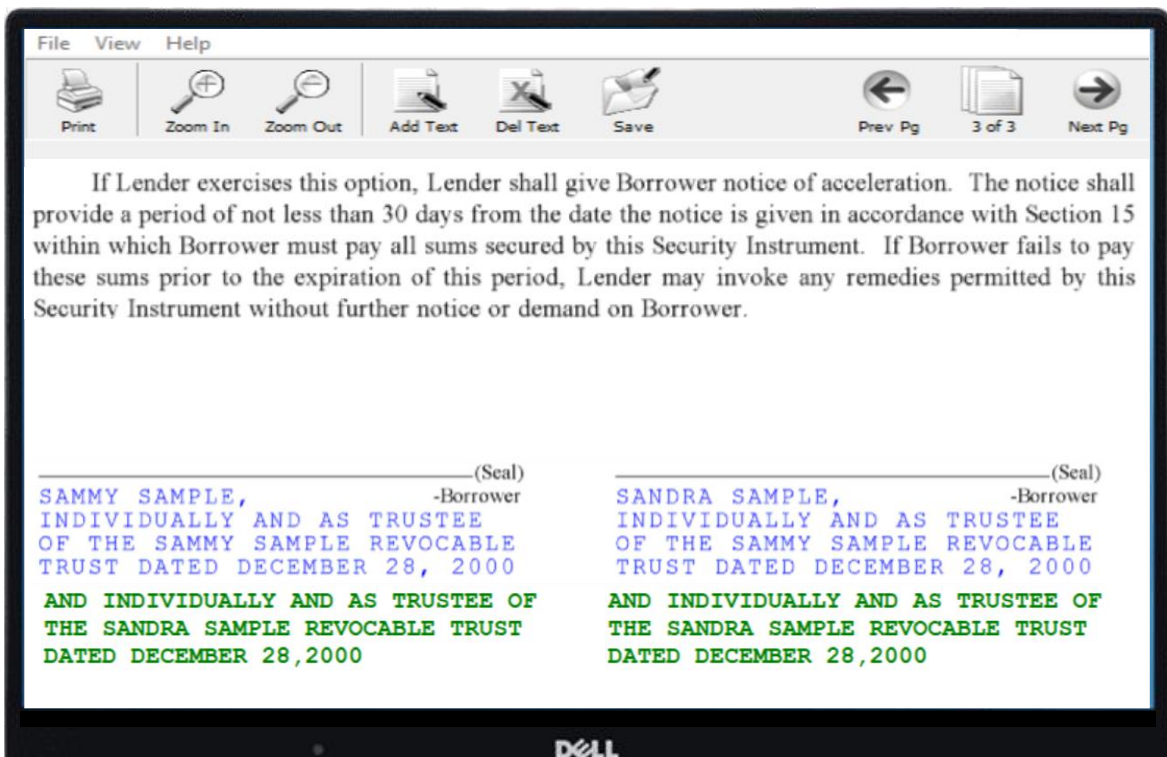 File View Help
Print Zoom In Zoom Out Add Text Del Text Save Prev Pg 3 of 3 Next Pg
If Lender exercises this option, Lender shall give Borrower notice of acceleration. The notice shall
provide a period of not less than 30 days from the date the notice is given in accordance with Section 15
within which Borrower must pay all sums secured by this Security Instrument. If Borrower fails to pay
these sums prior to the expiration of this period, Lender may invoke any remedies permitted by this
Security Instrument without further notice or demand on Borrower.
(Seal)
SAMMY SAMPLE, -Borrower
INDIVIDUALLY AND AS TRUSTEE
OF THE SAMMY SAMPLE REVOCABLE
TRUST DATED DECEMBER 28, 2000
AND INDIVIDUALLY AND AS TRUSTEE OF
THE SANDRA SAMPLE REVOCABLE TRUST
DATED DECEMBER 28,2000
(Seal)
SANDRA SAMPLE, -Borrower
INDIVIDUALLY AND AS TRUSTEE
OF THE SAMMY SAMPLE REVOCABLE
TRUST DATED DECEMBER 28, 2000
AND INDIVIDUALLY AND AS TRUSTEE OF
THE SANDRA SAMPLE REVOCABLE TRUST
DATED DECEMBER 28,2000
DELL